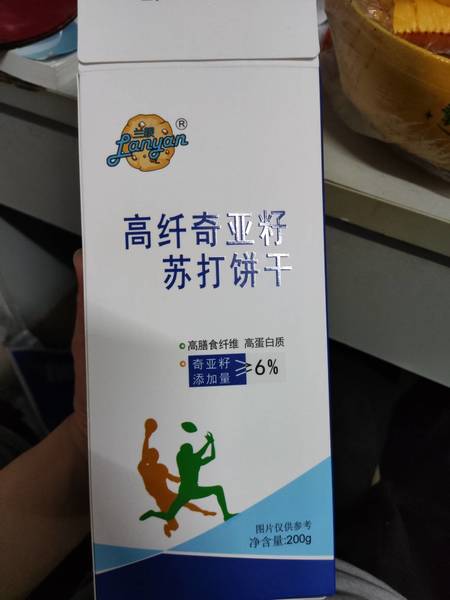 兰雁
Lanyan
®
高纤奇亚籽
苏打饼干
高膳食纤维 高蛋白质
奇亚籽
添加量
≥6%
图片仅供参考
净含量:200g